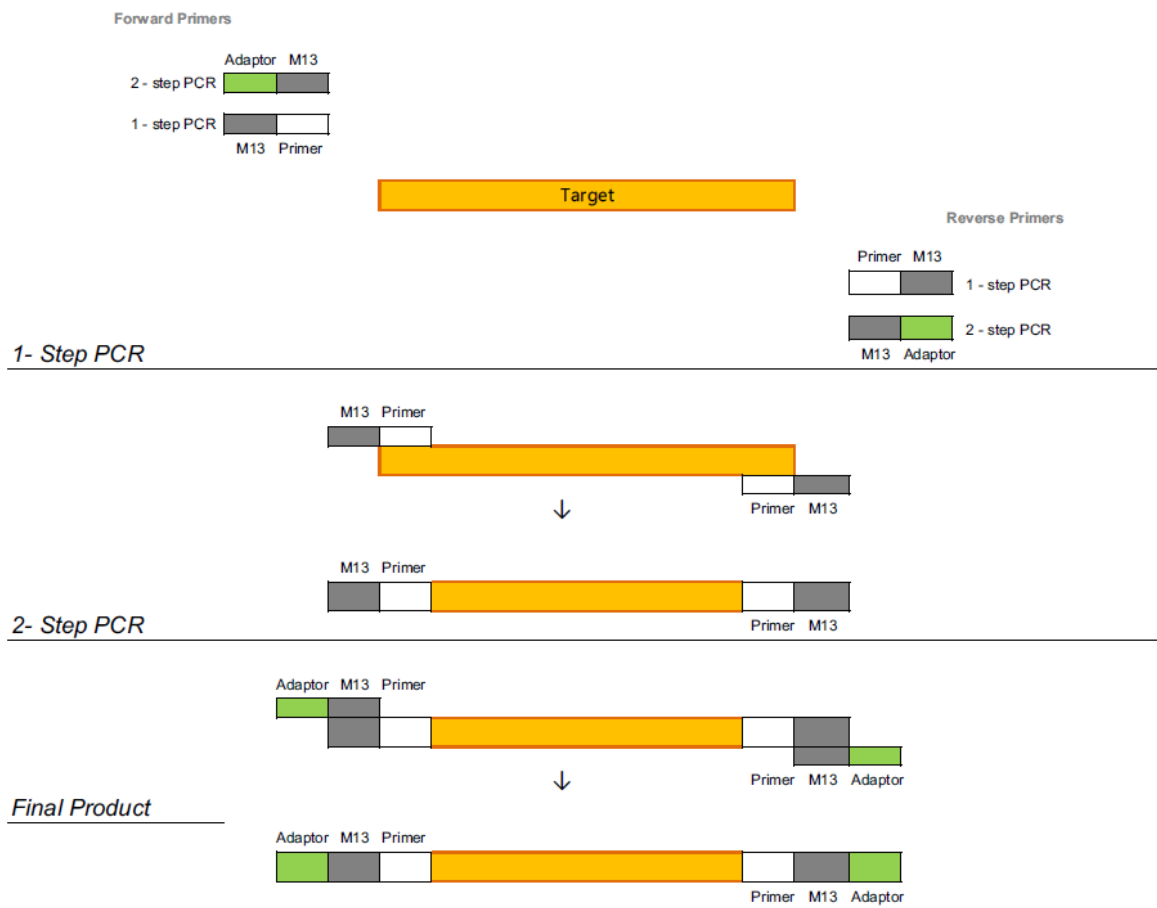 Forward Primers
Adaptor M13
2 - step PCR
1 - step PCR
M13 Primer
Target
Reverse Primers
Primer M13
1 - step PCR
2 - step PCR
M13 Adaptor
1- Step PCR
M13 Primer
Primer M13
M13 Primer
Primer M13
2- Step PCR
Adaptor M13 Primer
Primer M13 Adaptor
Final Product
Adaptor M13 Primer
Primer M13 Adaptor